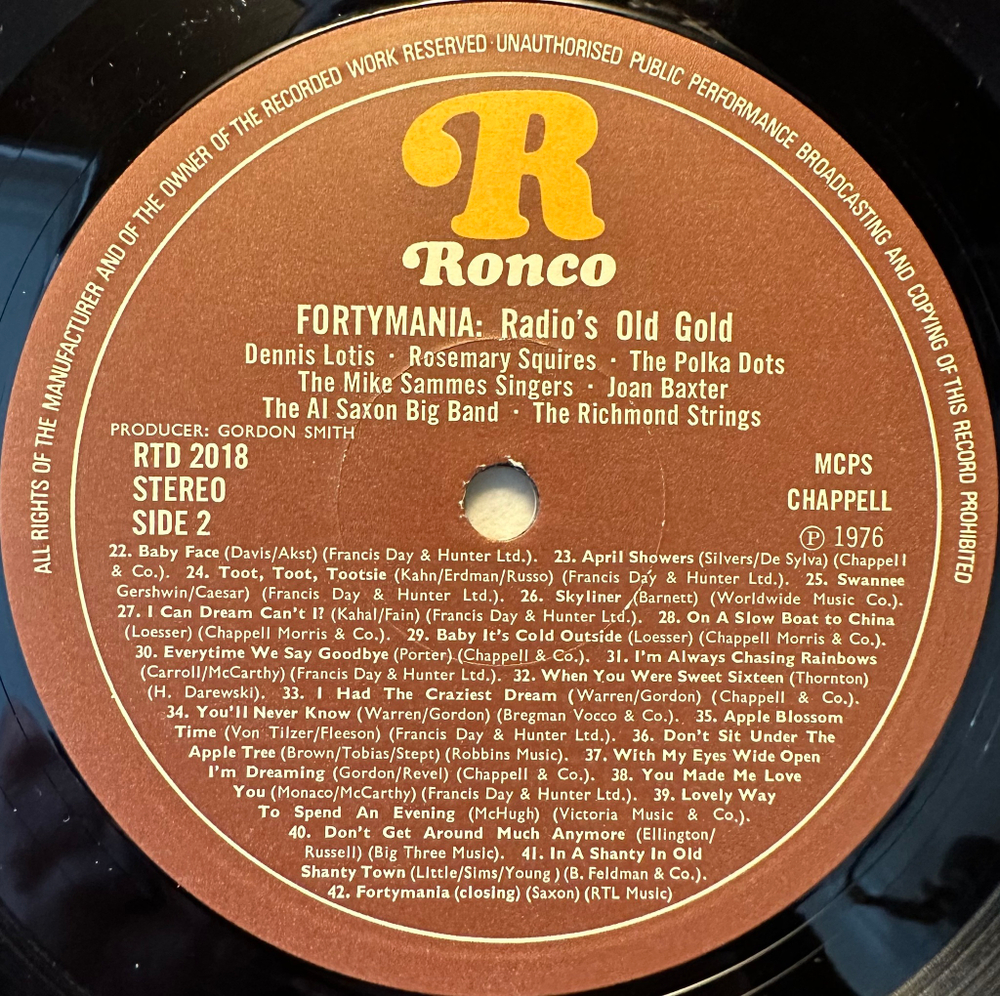 ALL RIGHTS OF THE MANUFACTURER AND OF THE OWNER OF THE RECORDED WORK RESERVED · UNAUTHORISED PUBLIC PERFORMANCE BROADCASTING AND COPYING OF THIS RECORD PROHIBITED
R
Ronco
FORTYMANIA: Radio's Old Gold
Dennis Lotis · Rosemary Squires · The Polka Dots
The Mike Sammes Singers · Joan Baxter
The Al Saxon Big Band · The Richmond Strings
PRODUCER: GORDON SMITH
RTD 2018
STEREO
SIDE 2
MCPS
CHAPPELL
Ⓟ 1976
22. Baby Face (Davis/Akst) (Francis Day & Hunter Ltd.). 23. April Showers (Silvers/De Sylva) (Chappell
& Co.). 24. Toot, Toot, Tootsie (Kahn/Erdman/Russo) (Francis Day & Hunter Ltd.). 25. Swannee
Gershwin/Caesar) (Francis Day & Hunter Ltd.). 26. Skyliner (Barnett) (Worldwide Music Co.).
27. I Can Dream Can't I? (Kahal/Fain) (Francis Day & Hunter Ltd.). 28. On A Slow Boat to China
(Loesser) (Chappell Morris & Co.). 29. Baby It's Cold Outside (Loesser) (Chappell Morris & Co.).
30. Everytime We Say Goodbye (Porter) (Chappell & Co.). 31. I'm Always Chasing Rainbows
(Carroll/McCarthy) (Francis Day & Hunter Ltd.). 32. When You Were Sweet Sixteen (Thornton)
(H. Darewski). 33. I Had The Craziest Dream (Warren/Gordon) (Chappell & Co.).
34. You'll Never Know (Warren/Gordon) (Bregman Vocco & Co.). 35. Apple Blossom
Time (Von Tilzer/Fleeson) (Francis Day & Hunter Ltd.). 36. Don't Sit Under The
Apple Tree (Brown/Tobias/Stept) (Robbins Music). 37. With My Eyes Wide Open
I'm Dreaming (Gordon/Revel) (Chappell & Co.). 38. You Made Me Love
You (Monaco/McCarthy) (Francis Day & Hunter Ltd.). 39. Lovely Way
To Spend An Evening (McHugh) (Victoria Music & Co.).
40. Don't Get Around Much Anymore (Ellington/
Russell) (Big Three Music). 41. In A Shanty In Old
Shanty Town (Little/Sims/Young) (B. Feldman & Co.).
42. Fortymania (closing) (Saxon) (RTL Music)